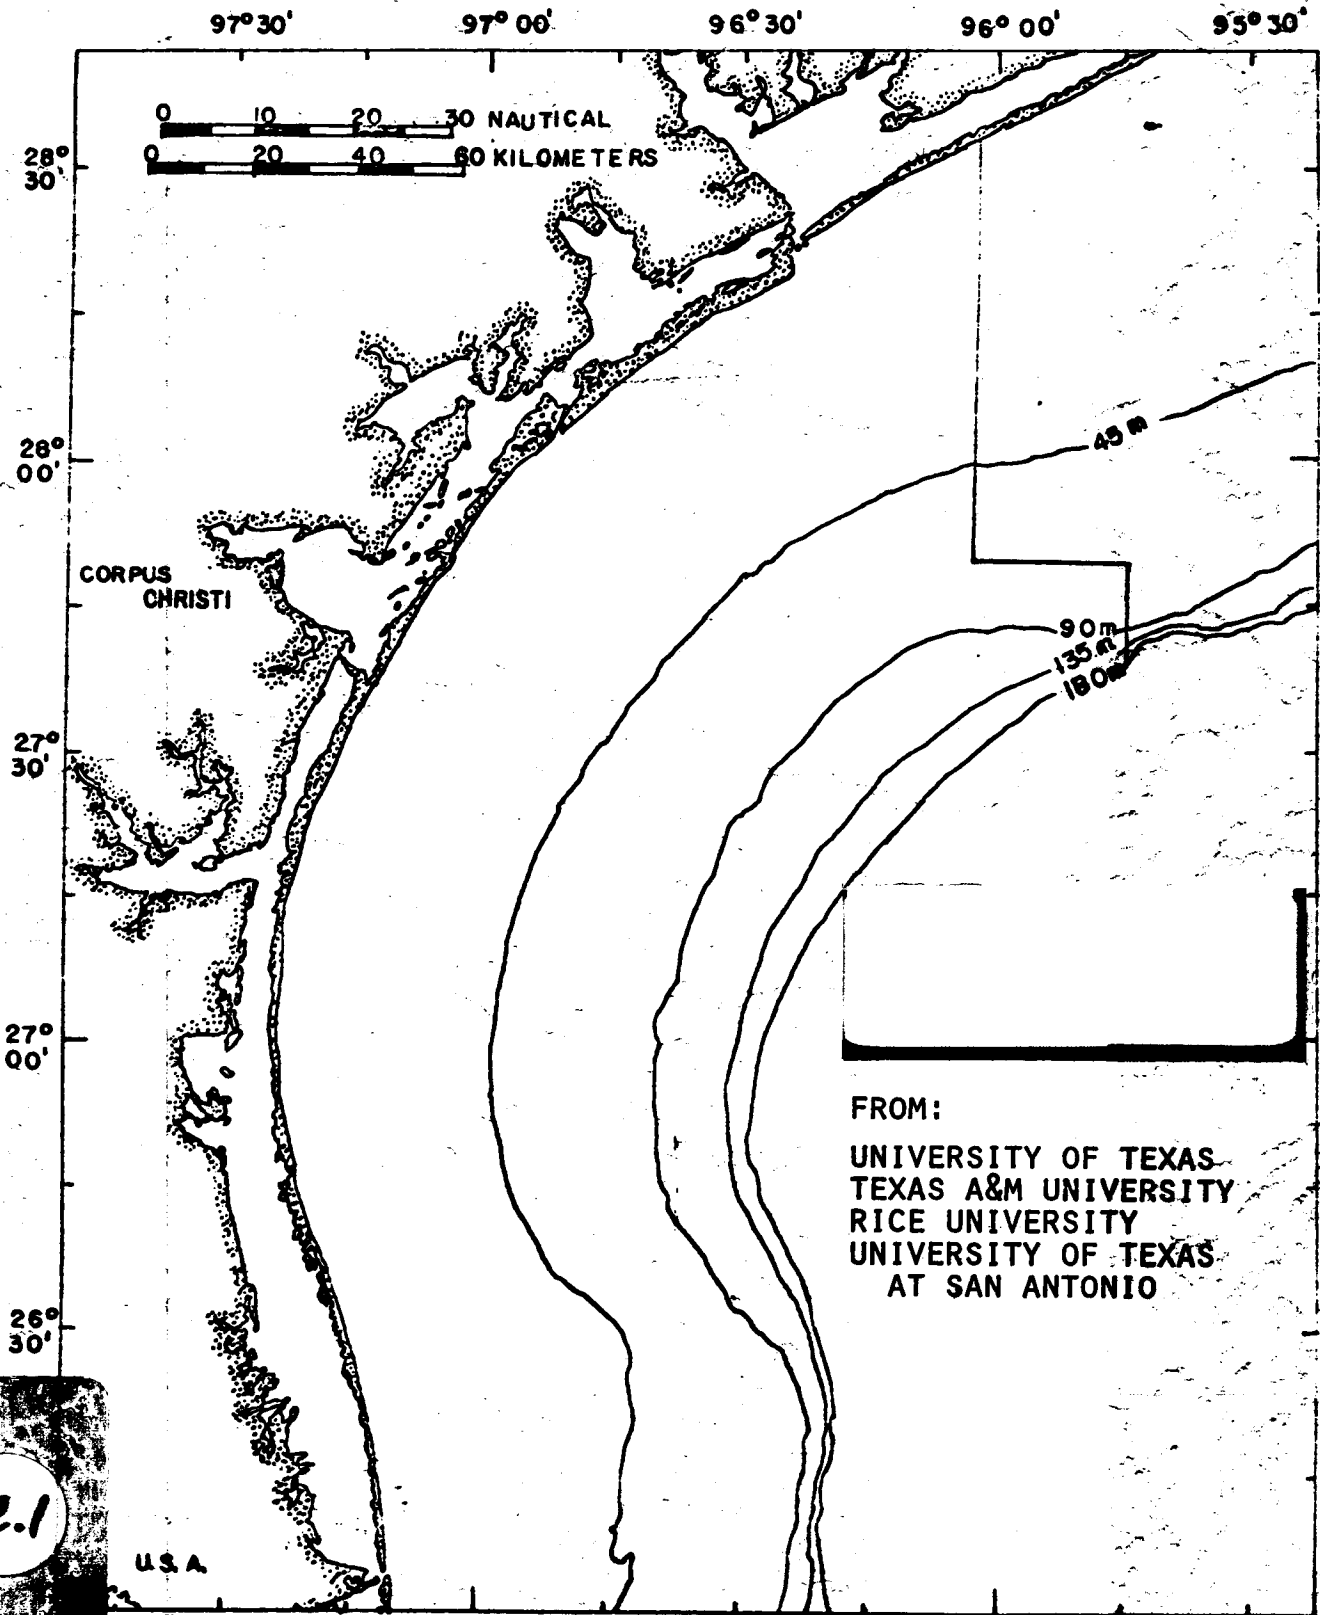 97° 30' 97° 00' 96° 30' 96° 00' 95° 30'
0 10 20 30 NAUTICAL
0 20 40 60 KILOMETERS
28°
30'
28°
00'
45 m
CORPUS
CHRISTI
90m
135 m
180m
27°
30'
27°
00'
FROM:
UNIVERSITY OF TEXAS
TEXAS A&M UNIVERSITY
RICE UNIVERSITY
UNIVERSITY OF TEXAS
AT SAN ANTONIO
26°
30'
U.S.A.